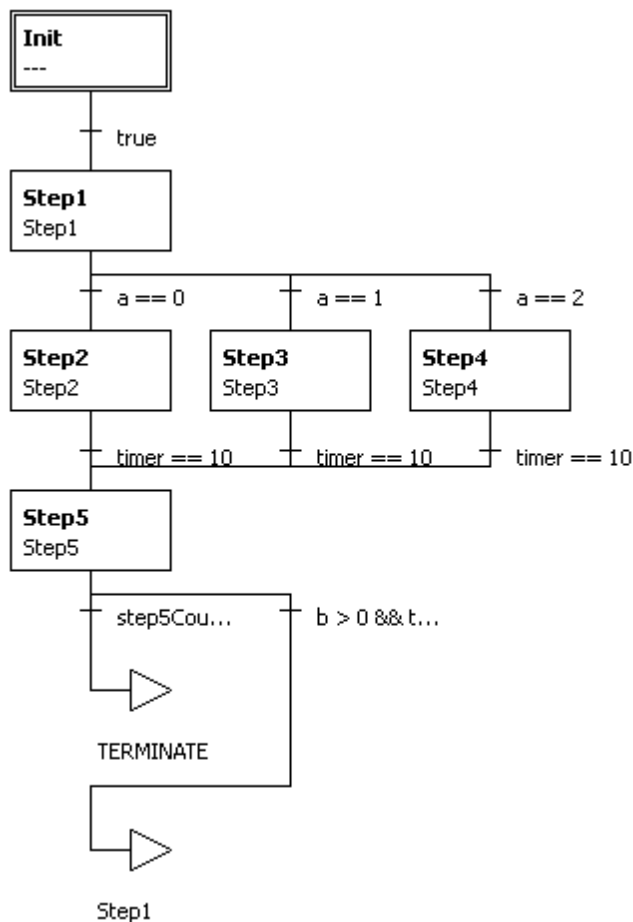 Init
---
true
Step1
Step1
a == 0
a == 1
a == 2
Step2
Step2
Step3
Step3
Step4
Step4
timer == 10
timer == 10
timer == 10
Step5
Step5
step5Cou...
b > 0 && t...
TERMINATE
Step1